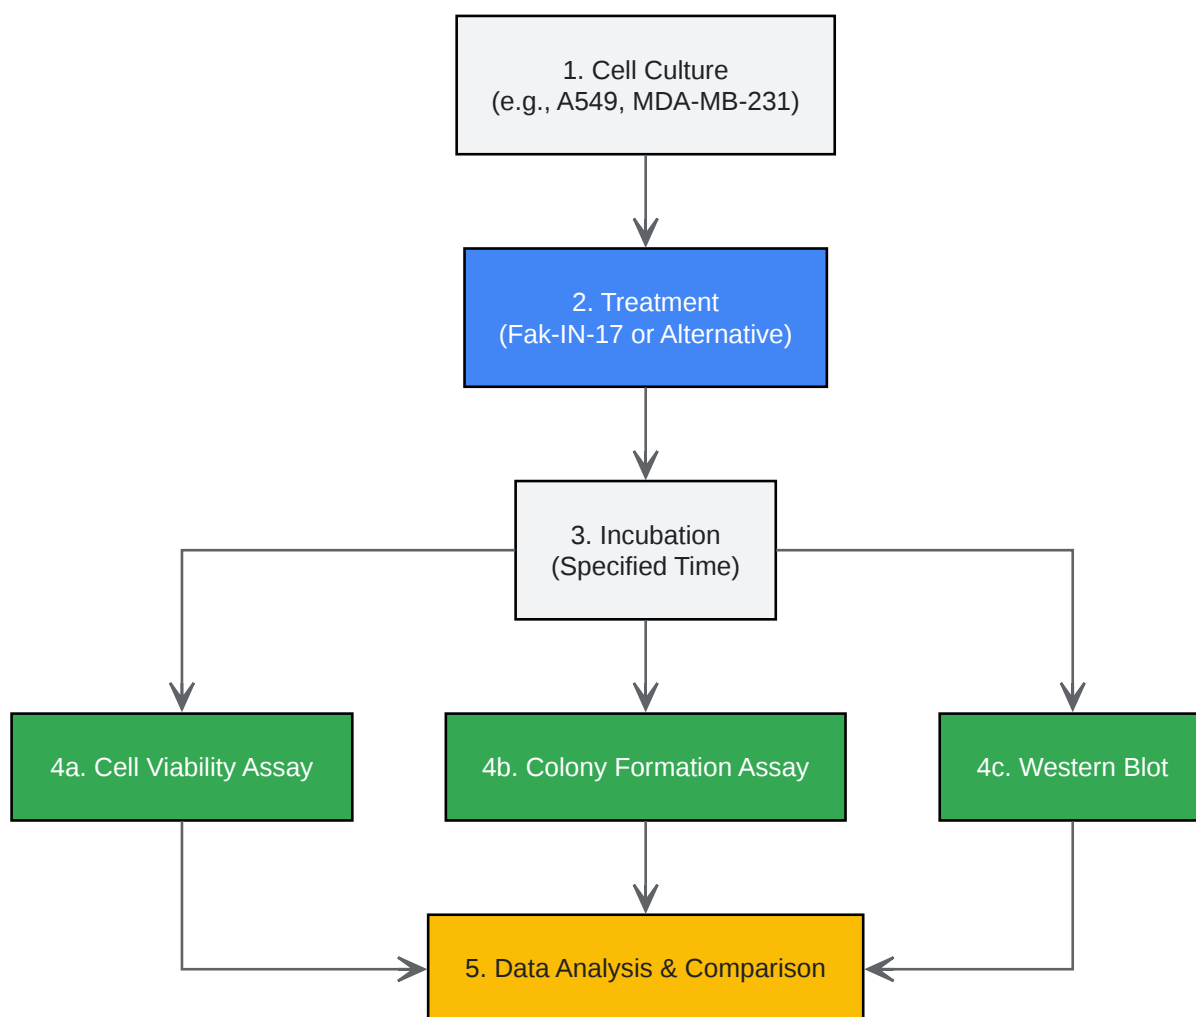 1. Cell Culture
(e.g., A549, MDA-MB-231)
2. Treatment
(Fak-IN-17 or Alternative)
3. Incubation
(Specified Time)
4a. Cell Viability Assay
4b. Colony Formation Assay
4c. Western Blot
5. Data Analysis & Comparison